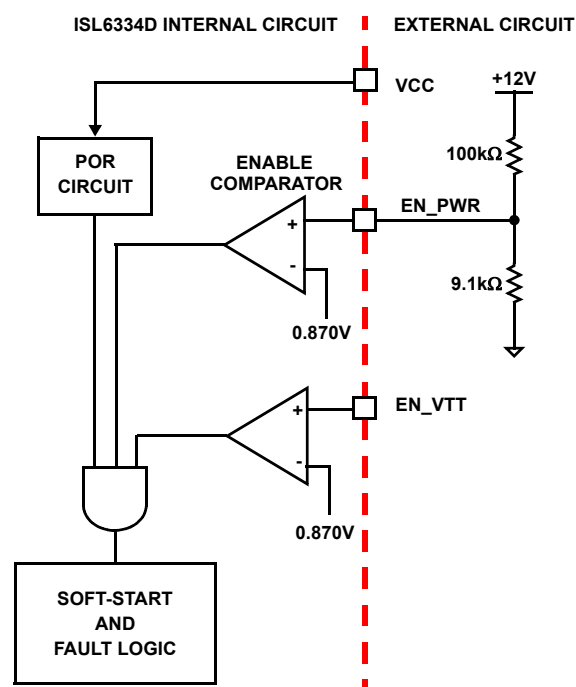 ISL6334D INTERNAL CIRCUIT
EXTERNAL CIRCUIT
VCC
+12V
POR
CIRCUIT
100kΩ
ENABLE
COMPARATOR
EN_PWR
+
-
9.1kΩ
0.870V
EN_VTT
+
-
0.870V
SOFT-START
AND
FAULT LOGIC